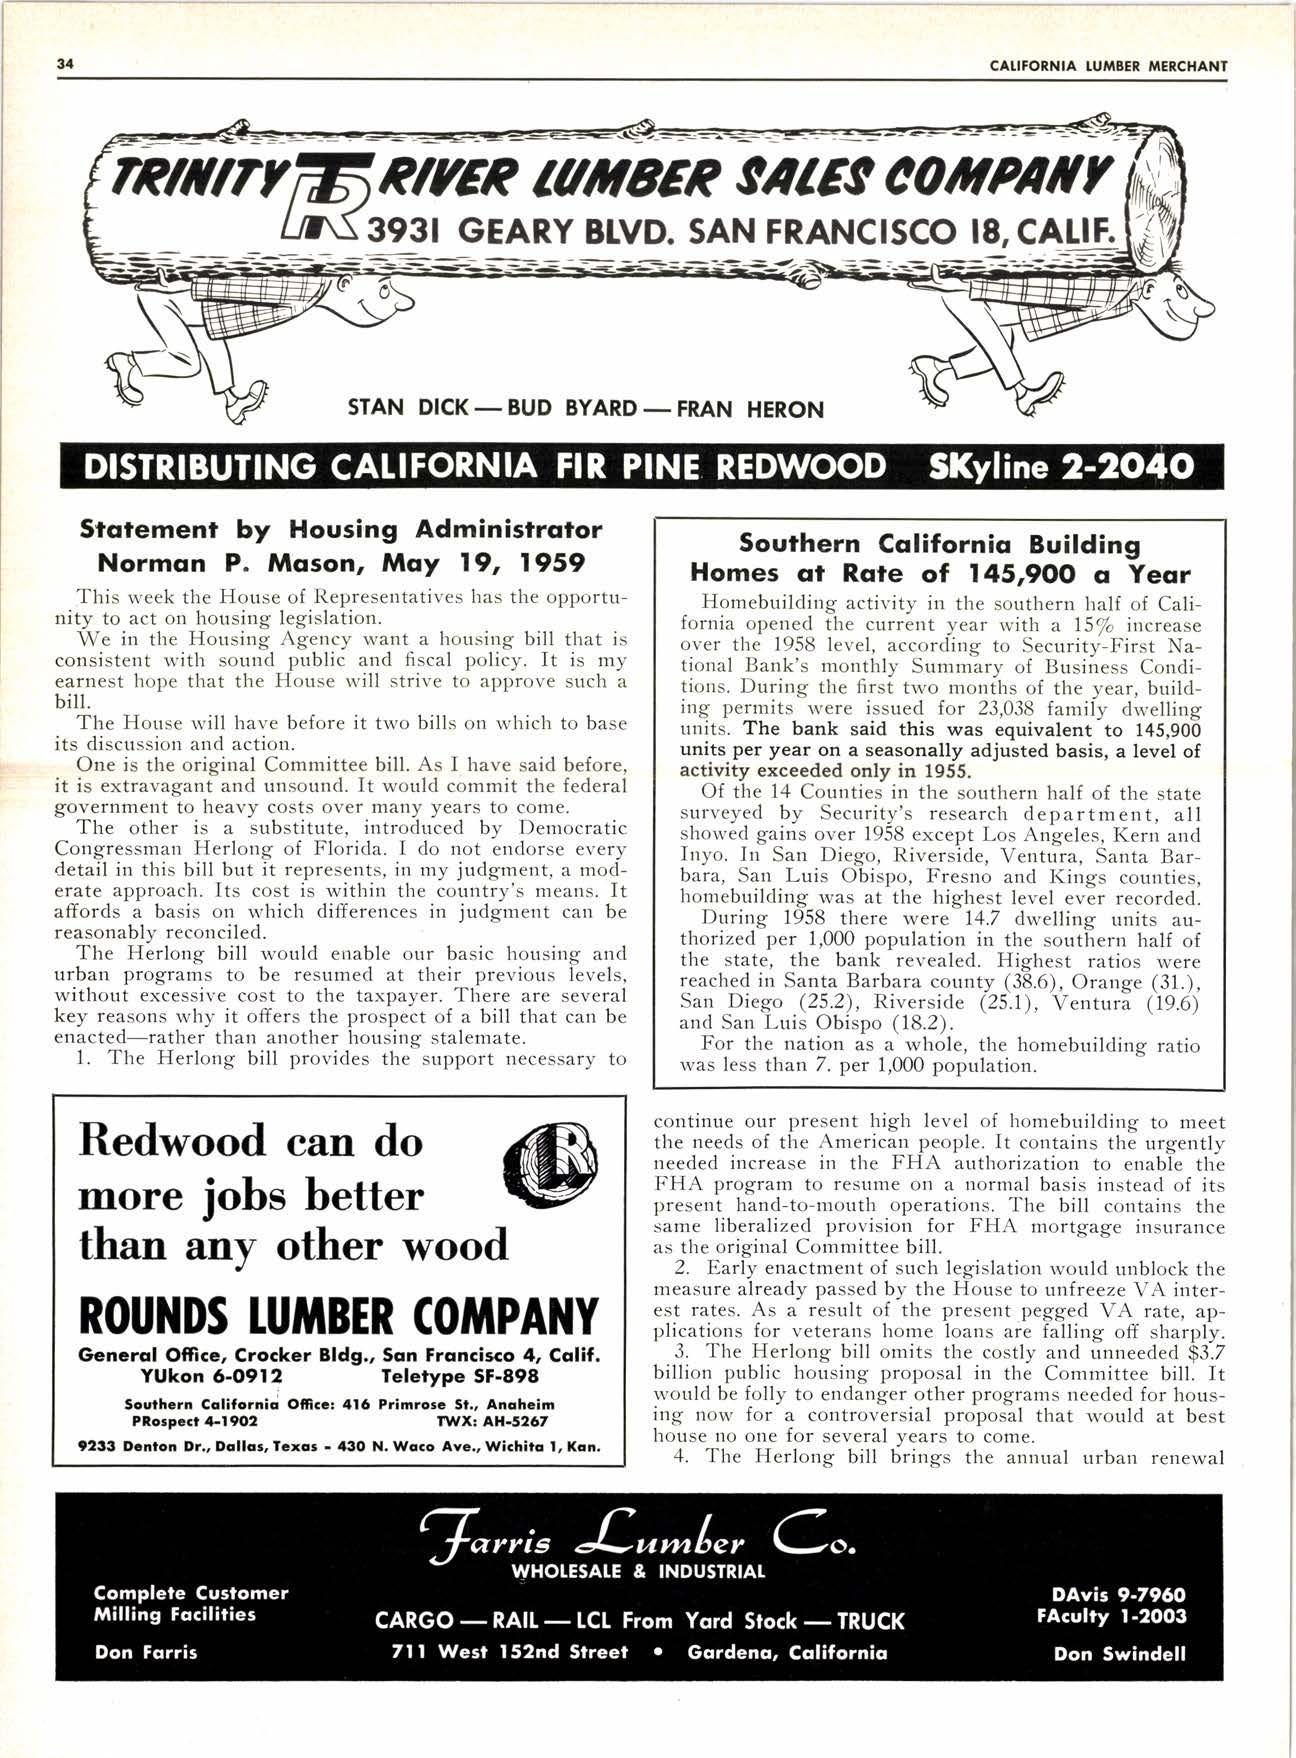 34
CALIFORNIA LUMBER MERCHANT
TRINITY TR RIVER LUMBER SALES COMPANY
3931 GEARY BLVD. SAN FRANCISCO 18, CALIF.
STAN DICK — BUD BYARD — FRAN HERON
DISTRIBUTING CALIFORNIA FIR PINE REDWOOD SKyline 2-2040
Statement by Housing Administrator
Norman P. Mason, May 19, 1959
This week the House of Representatives has the opportu-
nity to act on housing legislation.
We in the Housing Agency want a housing bill that is
consistent with sound public and fiscal policy. It is my
earnest hope that the House will strive to approve such a
bill.
The House will have before it two bills on which to base
its discussion and action.
One is the original Committee bill. As I have said before,
it is extravagant and unsound. It would commit the federal
government to heavy costs over many years to come.
The other is a substitute, introduced by Democratic
Congressman Herlong of Florida. I do not endorse every
detail in this bill but it represents, in my judgment, a mod-
erate approach. Its cost is within the country's means. It
affords a basis on which differences in judgment can be
reasonably reconciled.
The Herlong bill would enable our basic housing and
urban programs to be resumed at their previous levels,
without excessive cost to the taxpayer. There are several
key reasons why it offers the prospect of a bill that can be
enacted—rather than another housing stalemate.
1. The Herlong bill provides the support necessary to
Southern California Building
Homes at Rate of 145,900 a Year
Homebuilding activity in the southern half of Cali-
fornia opened the current year with a 15% increase
over the 1958 level, according to Security-First Na-
tional Bank's monthly Summary of Business Condi-
tions. During the first two months of the year, build-
ing permits were issued for 23,038 family dwelling
units. The bank said this was equivalent to 145,900
units per year on a seasonally adjusted basis, a level of
activity exceeded only in 1955.
Of the 14 Counties in the southern half of the state
surveyed by Security's research department, all
showed gains over 1958 except Los Angeles, Kern and
Inyo. In San Diego, Riverside, Ventura, Santa Bar-
bara, San Luis Obispo, Fresno and Kings counties,
homebuilding was at the highest level ever recorded.
During 1958 there were 14.7 dwelling units au-
thorized per 1,000 population in the southern half of
the state, the bank revealed. Highest ratios were
reached in Santa Barbara county (38.6), Orange (31.),
San Diego (25.2), Riverside (25.1), Ventura (19.6)
and San Luis Obispo (18.2).
For the nation as a whole, the homebuilding ratio
was less than 7. per 1,000 population.
continue our present high level of homebuilding to meet
the needs of the American people. It contains the urgently
needed increase in the FHA authorization to enable the
FHA program to resume on a normal basis instead of its
present hand-to-mouth operations. The bill contains the
same liberalized provision for FHA mortgage insurance
as the original Committee bill.
2. Early enactment of such legislation would unblock the
measure already passed by the House to unfreeze VA inter-
est rates. As a result of the present pegged VA rate, ap-
plications for veterans home loans are falling off sharply.
3. The Herlong bill omits the costly and unneeded $3.7
billion public housing proposal in the Committee bill. It
would be folly to endanger other programs needed for hous-
ing now for a controversial proposal that would at best
house no one for several years to come.
4. The Herlong bill brings the annual urban renewal
Redwood can do
more jobs better
than any other wood
LR
ROUNDS LUMBER COMPANY
General Office, Crocker Bldg., San Francisco 4, Calif.
YUkon 6-0912 Teletype SF-898
Southern California Office: 416 Primrose St., Anaheim
PRospect 4-1902 TWX: AH-5267
9233 Denton Dr., Dallas, Texas - 430 N. Waco Ave., Wichita 1, Kan.
Farris Lumber Co.
WHOLESALE & INDUSTRIAL
Complete Customer
Milling Facilities
Don Farris
CARGO — RAIL — LCL From Yard Stock — TRUCK
711 West 152nd Street • Gardena, California
DAvis 9-7960
FAculty 1-2003
Don Swindell